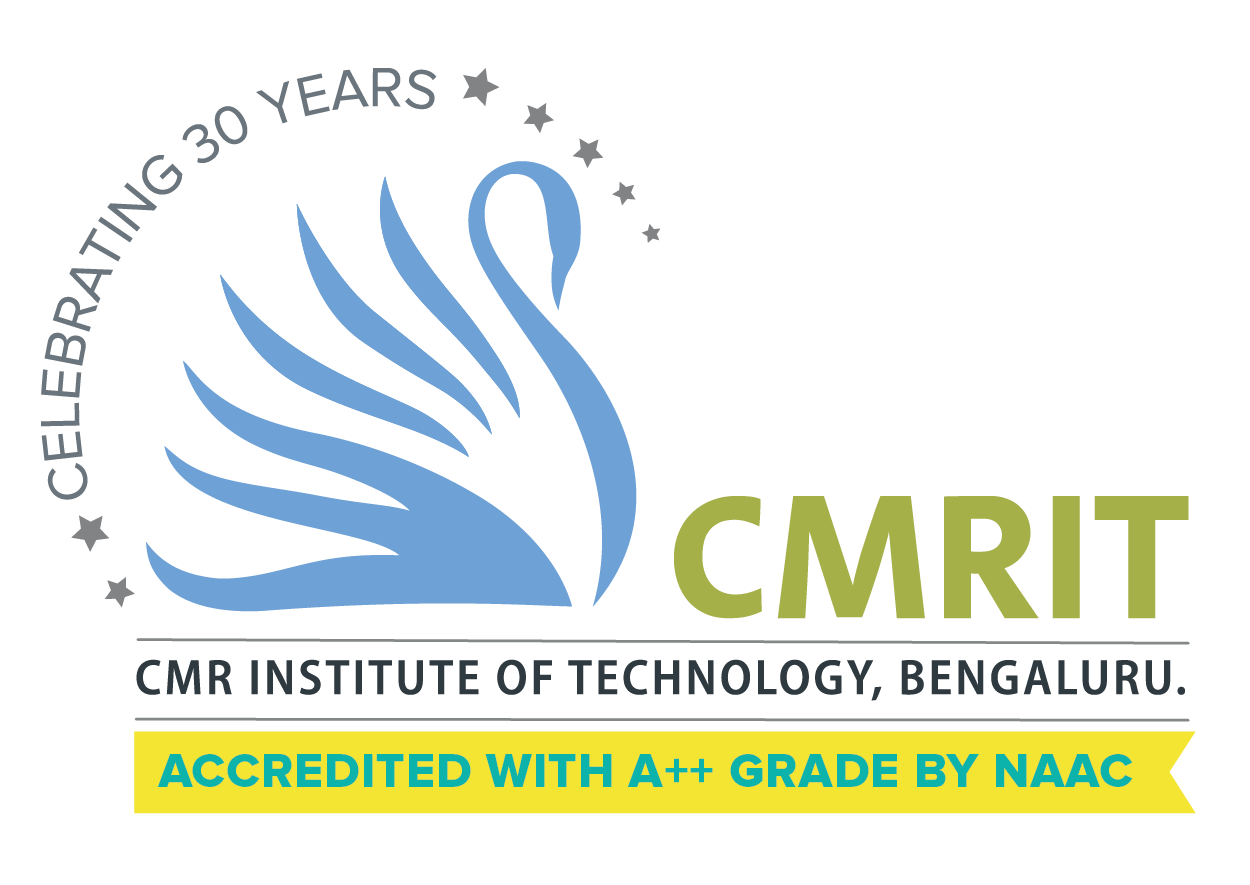 CELEBRATING 30 YEARS
CMRIT
CMR INSTITUTE OF TECHNOLOGY, BENGALURU.
ACCREDITED WITH A++ GRADE BY NAAC